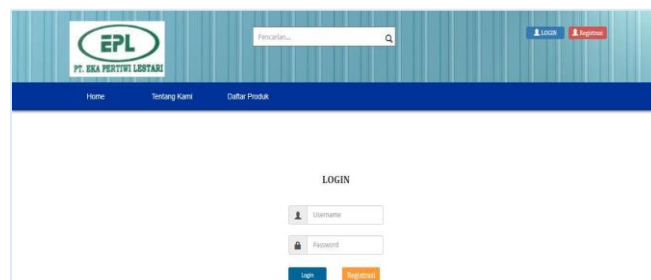 EPL
PT. EKA PERTIWI LESTARI
Pencarian...
LOGIN
Registrasi
Home
Tentang Kami
Daftar Produk
LOGIN
Username
Password
Login
Registrasi